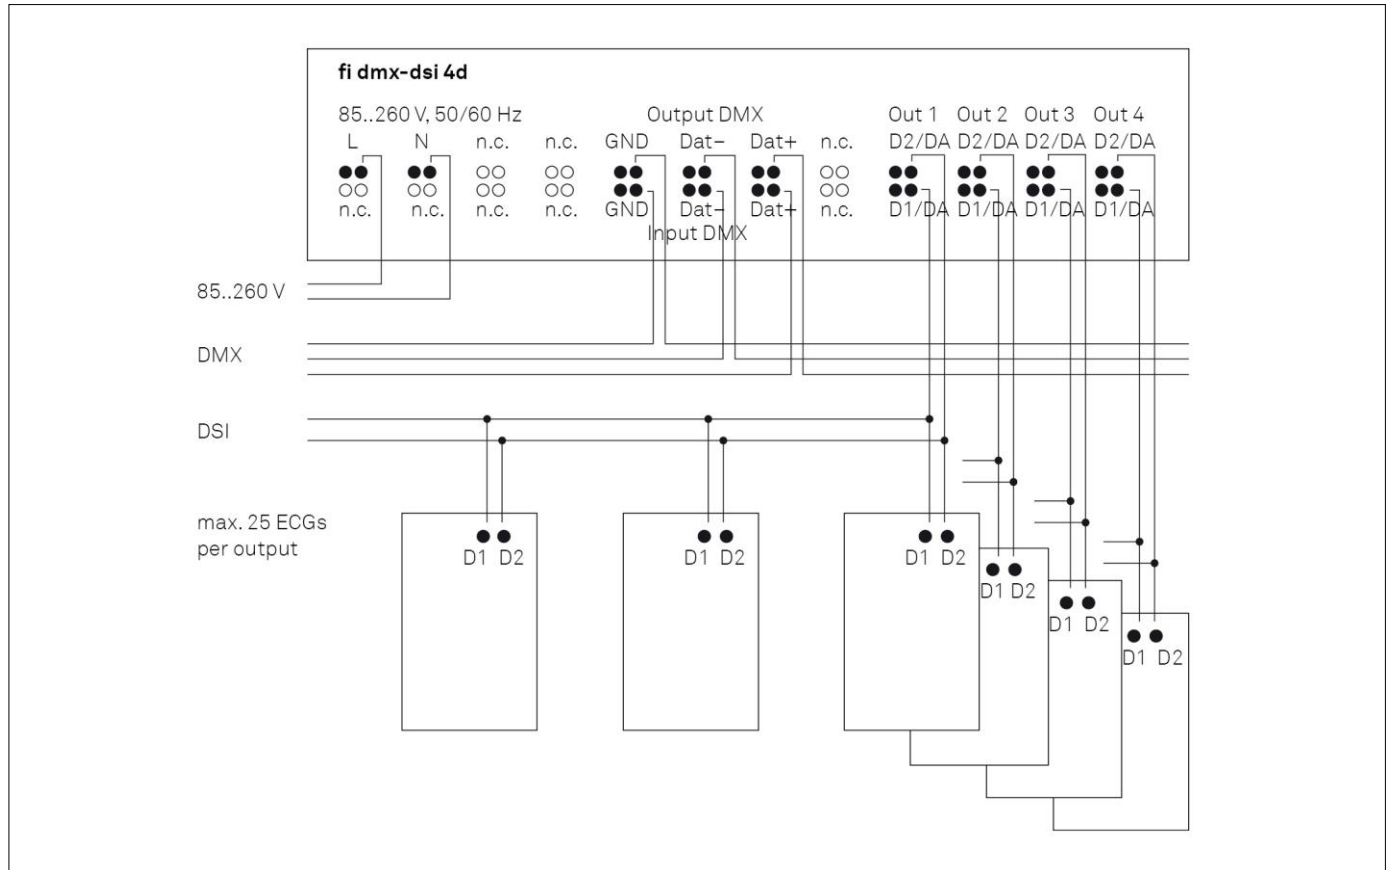 fi dmx-dsi 4d
85..260 V, 50/60 Hz Output DMX Out 1 Out 2 Out 3 Out 4
L N n.c. n.c. GND Dat– Dat+ n.c. D2/DA D2/DA D2/DA D2/DA
n.c. n.c. n.c. n.c. GND Dat– Dat+ n.c. D1/DA D1/DA D1/DA D1/DA
Input DMX
85..260 V
DMX
DSI
max. 25 ECGs
per output
D1 D2 D1 D2 D1 D2
D1 D2
D1 D2
D1 D2